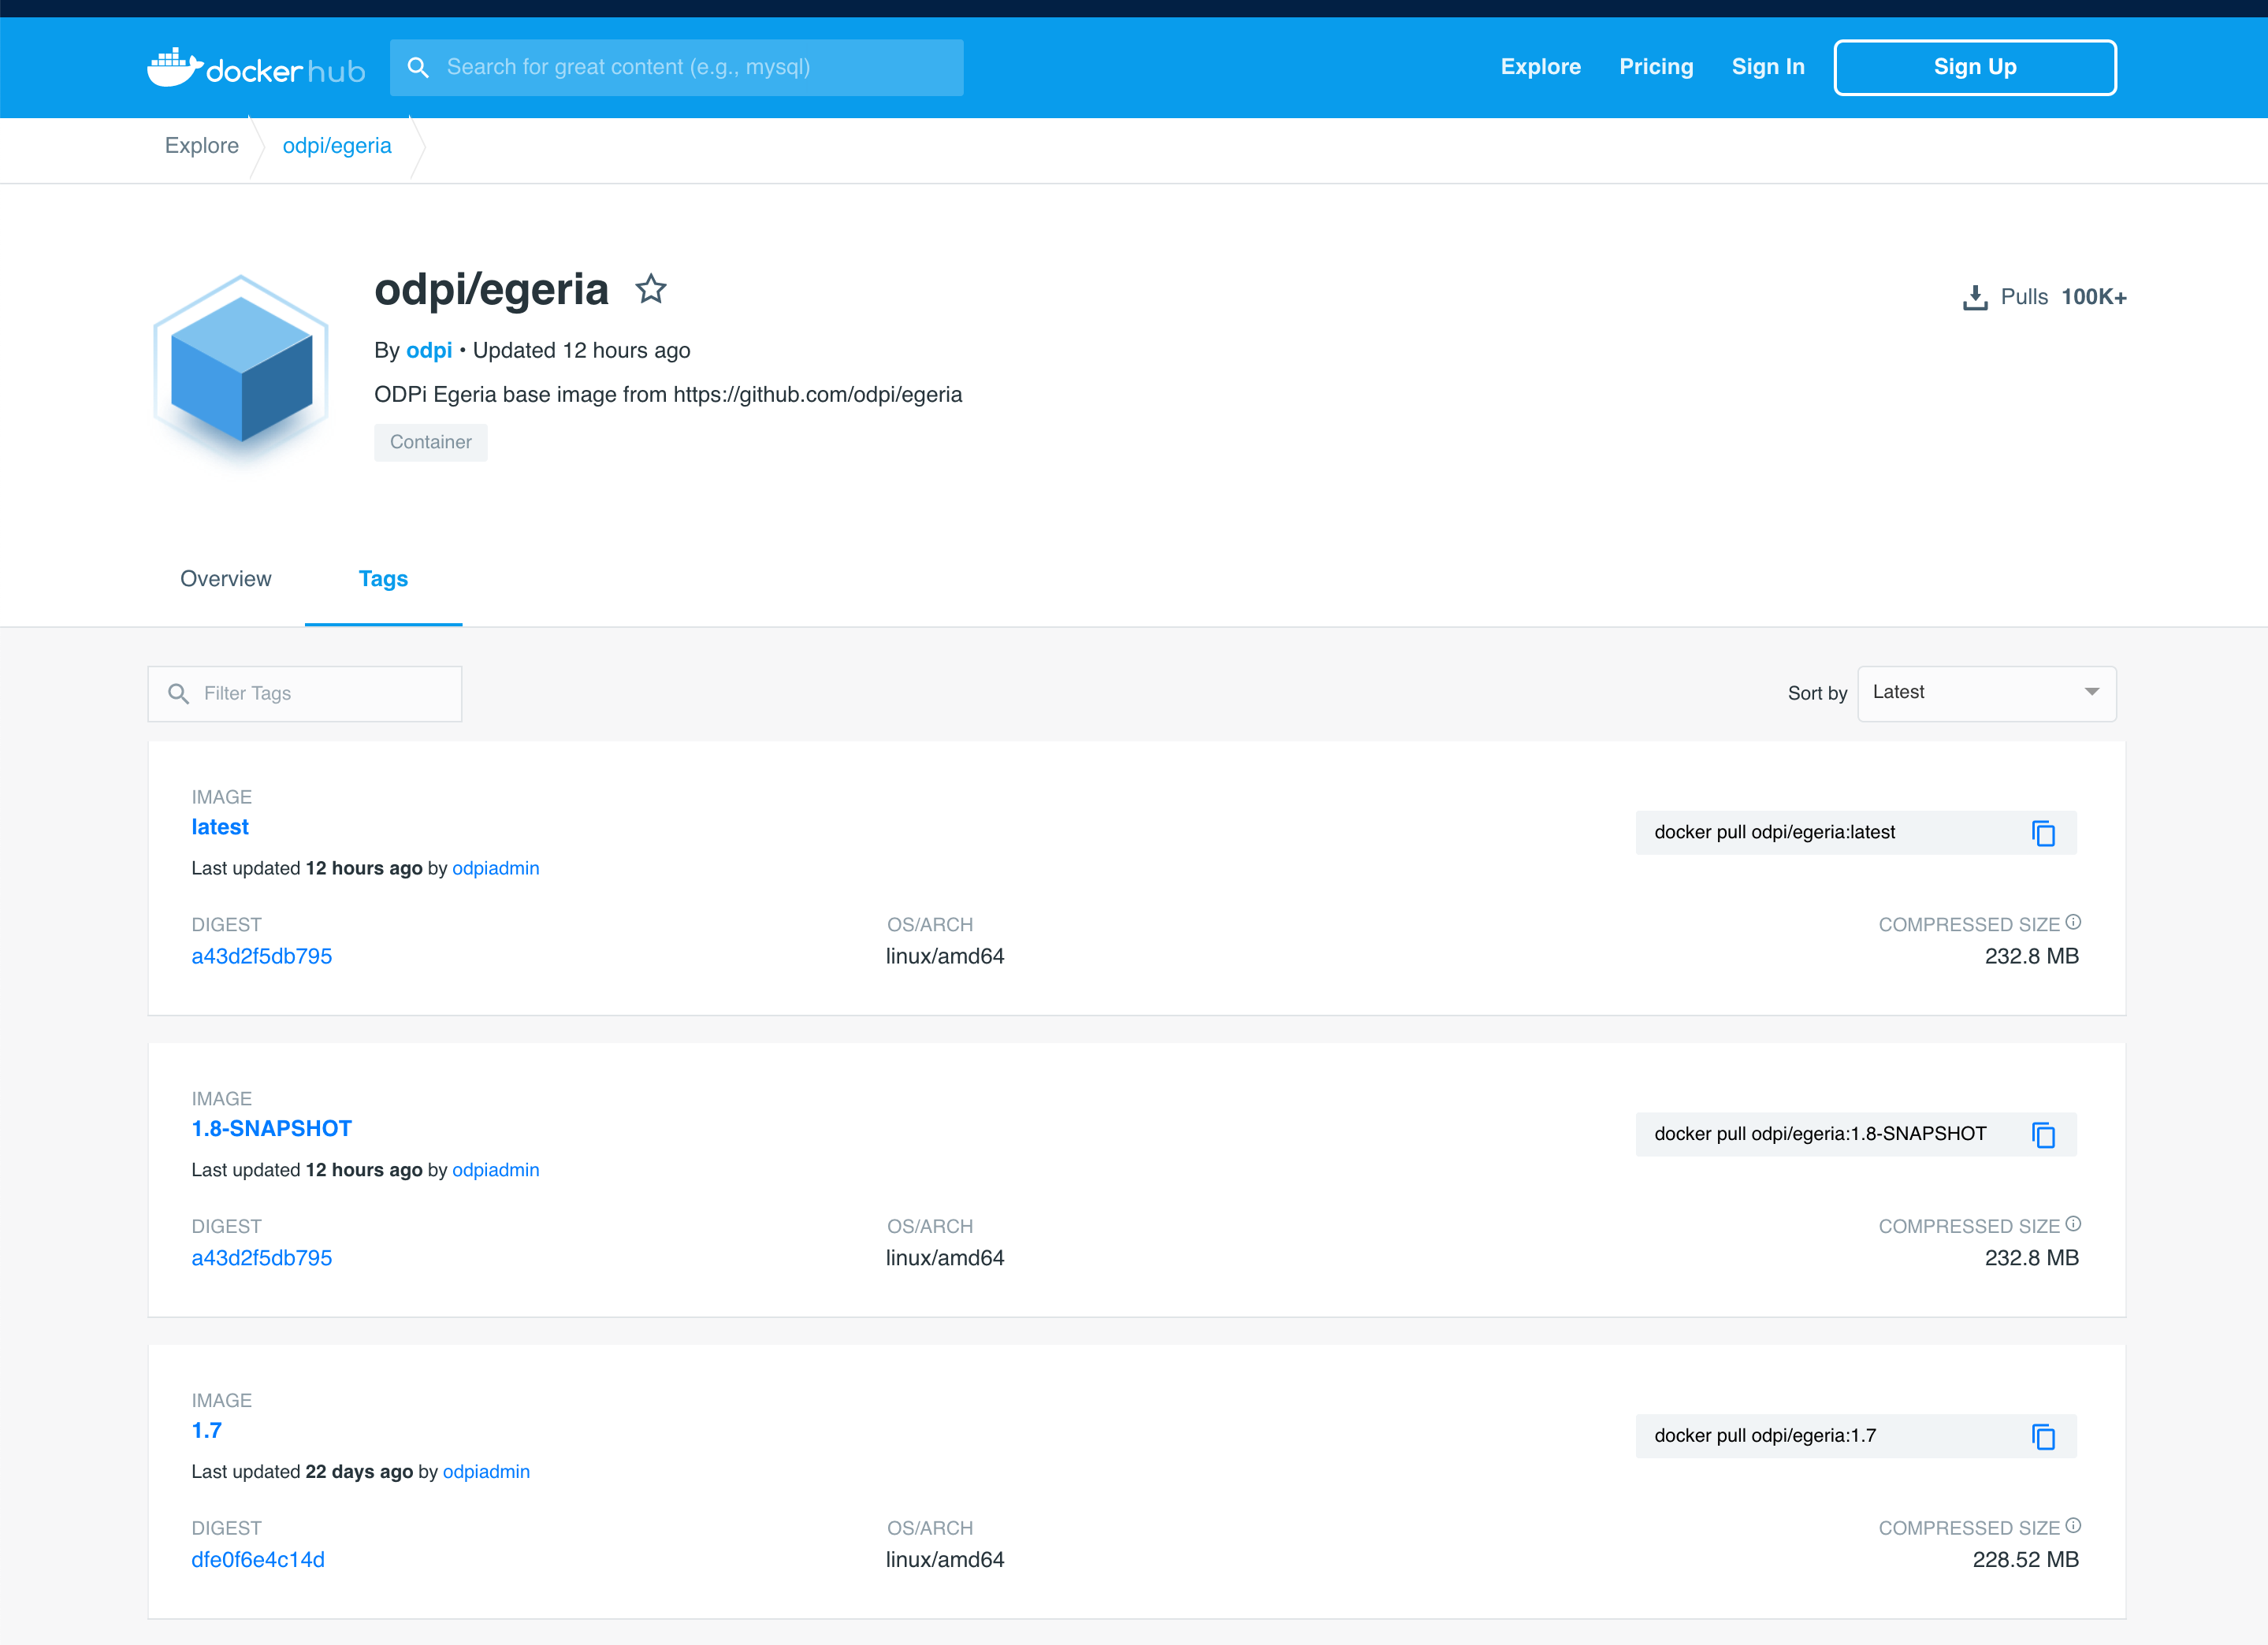 docker hub
Search for great content (e.g., mysql)
Explore
Pricing
Sign In
Sign Up
Explore
odpi/egeria
odpi/egeria
Pulls 100K+
By odpi • Updated 12 hours ago
ODPi Egeria base image from https://github.com/odpi/egeria
Container
Overview
Tags
Filter Tags
Sort by
Latest
IMAGE
latest
docker pull odpi/egeria:latest
Last updated 12 hours ago by odpiadmin
DIGEST
OS/ARCH
COMPRESSED SIZE
a43d2f5db795
linux/amd64
232.8 MB
IMAGE
1.8-SNAPSHOT
docker pull odpi/egeria:1.8-SNAPSHOT
Last updated 12 hours ago by odpiadmin
DIGEST
OS/ARCH
COMPRESSED SIZE
a43d2f5db795
linux/amd64
232.8 MB
IMAGE
1.7
docker pull odpi/egeria:1.7
Last updated 22 days ago by odpiadmin
DIGEST
OS/ARCH
COMPRESSED SIZE
dfe0f6e4c14d
linux/amd64
228.52 MB